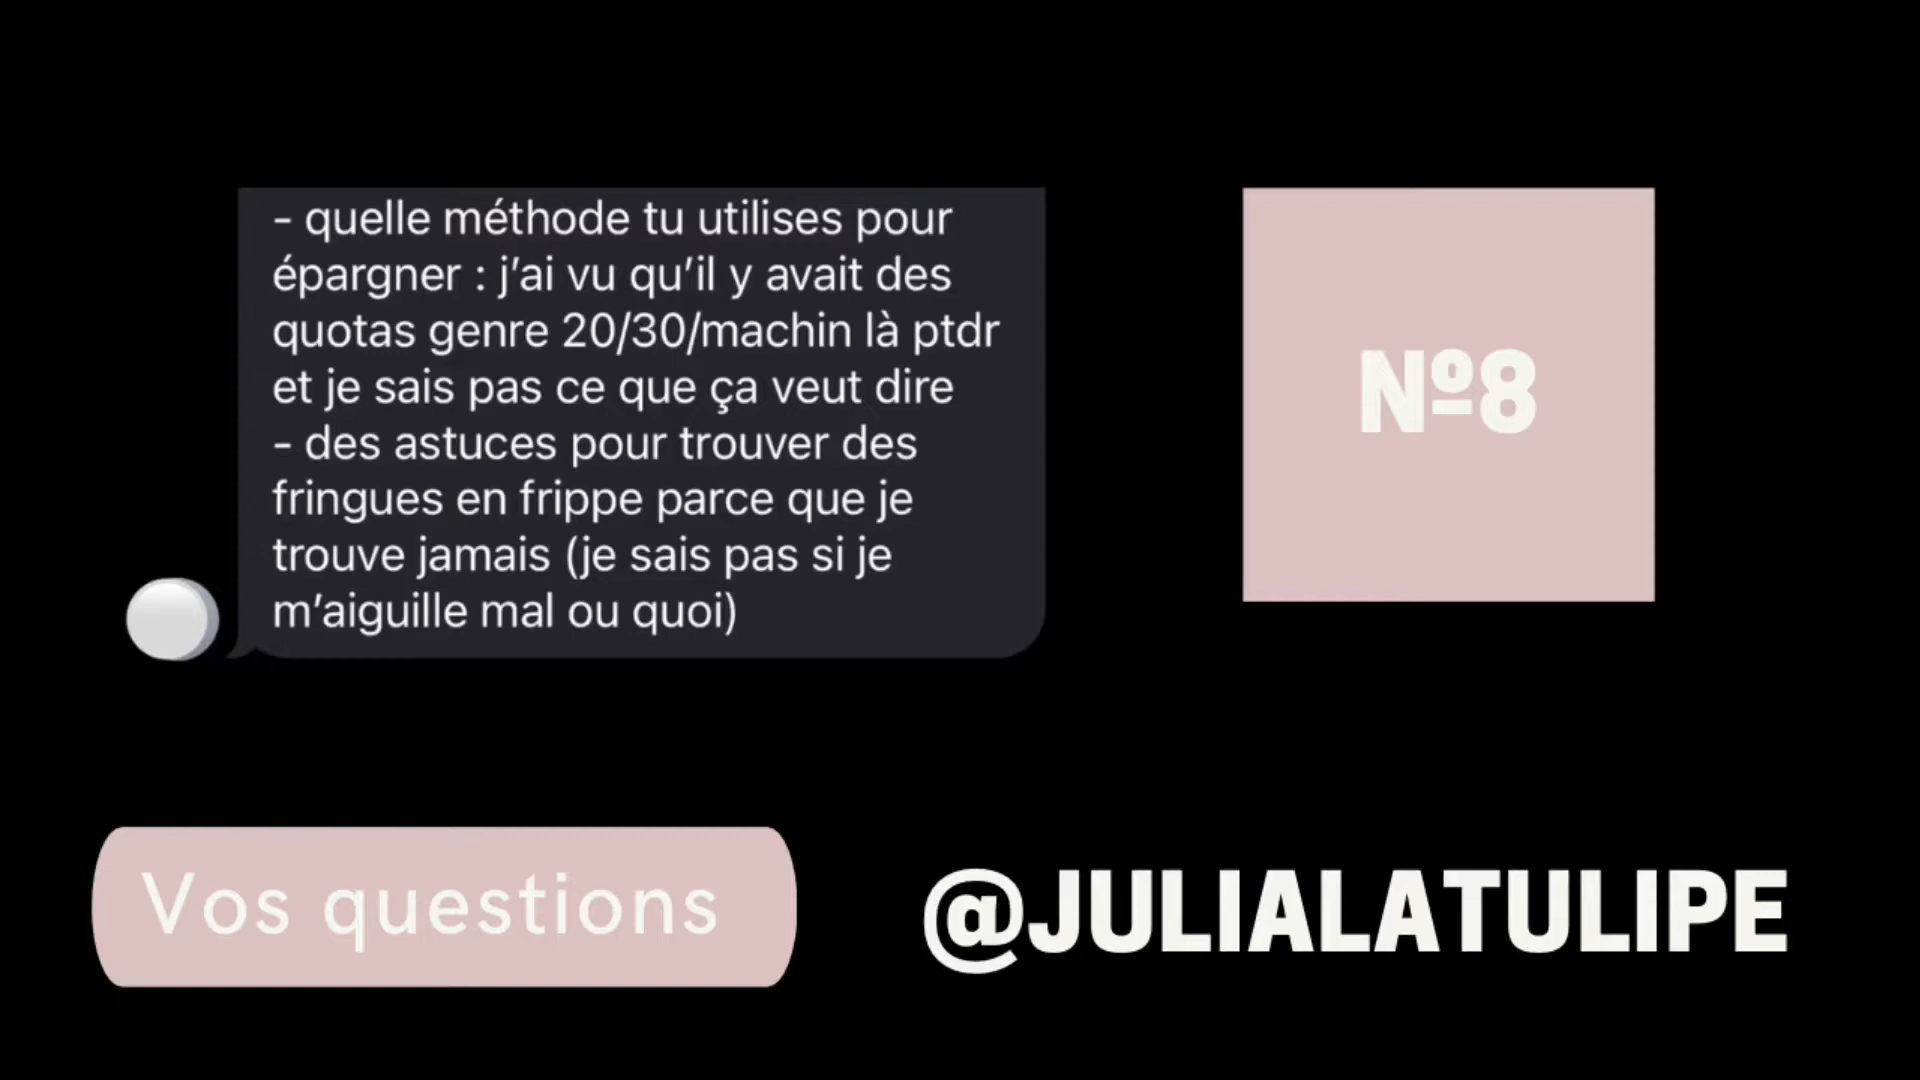 - quelle méthode tu utilises pour
épargner : j’ai vu qu’il y avait des
quotas genre 20/30/machin là ptdr
et je sais pas ce que ça veut dire
- des astuces pour trouver des
fringues en frippe parce que je
trouve jamais (je sais pas si je
m’aiguille mal ou quoi)
Nº8
Vos questions
@JULIALATULIPE